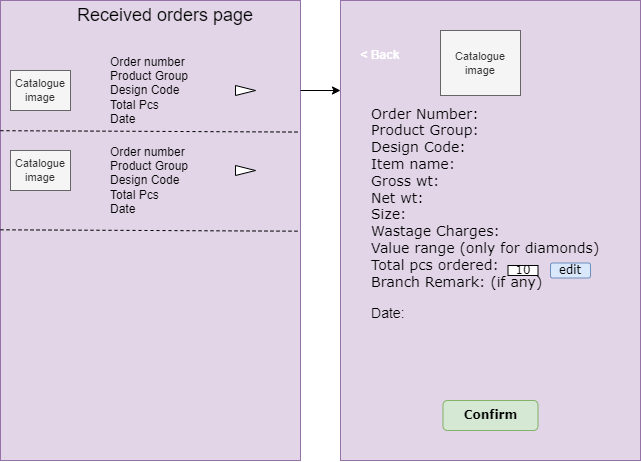 Received orders page
Catalogue
image
Order number
Product Group
Design Code
Total Pcs
Date
Catalogue
image
Order number
Product Group
Design Code
Total Pcs
Date
< Back
Catalogue
image
Order Number:
Product Group:
Design Code:
Item name:
Gross wt:
Net wt:
Size:
Wastage Charges:
Value range (only for diamonds)
Total pcs ordered: 10 edit
Branch Remark: (if any)
Date:
Confirm